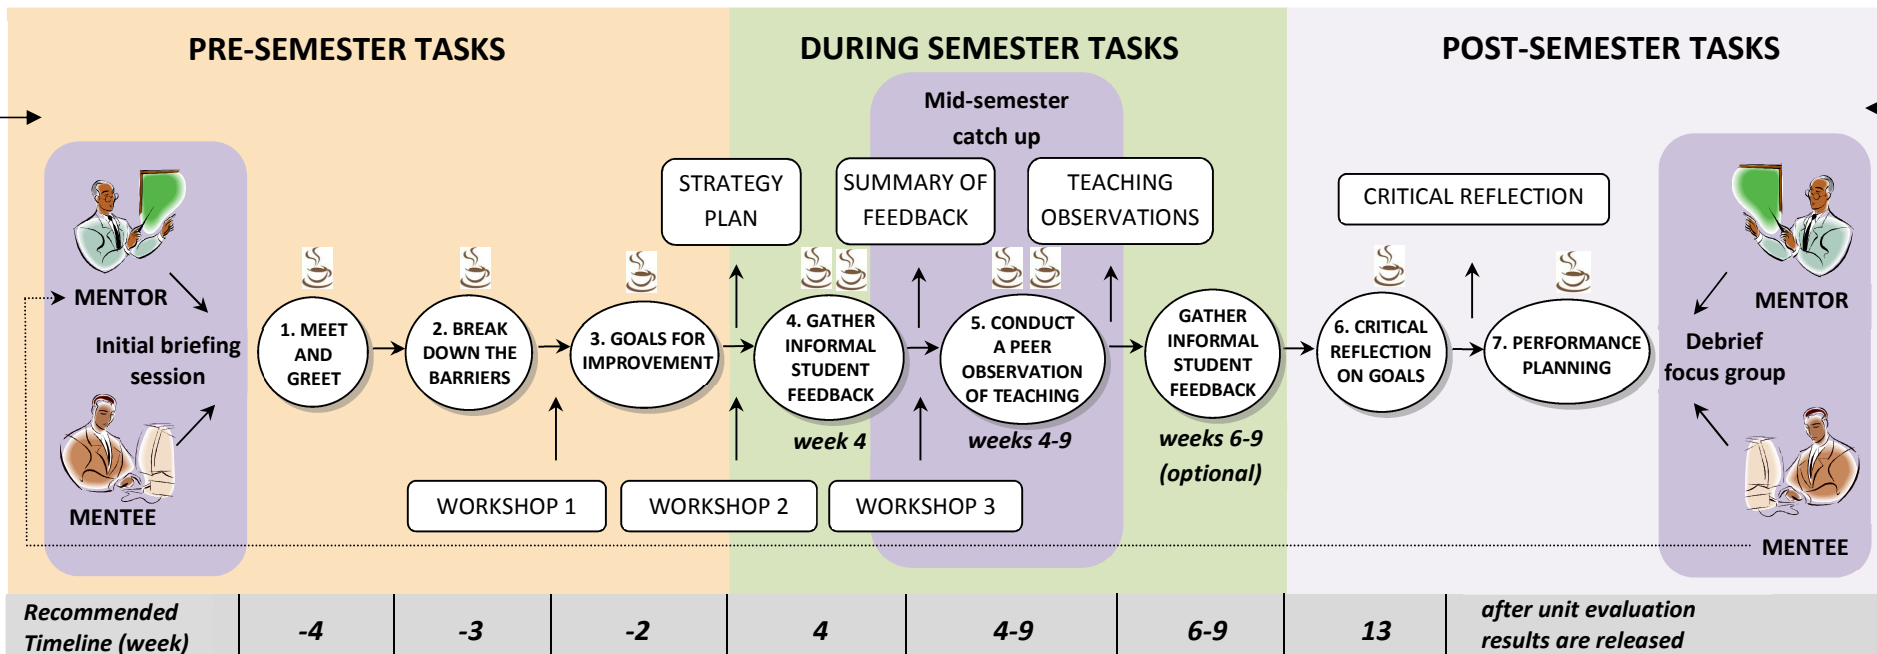 PRE-SEMESTER TASKS
DURING SEMESTER TASKS
POST-SEMESTER TASKS
Mid-semester
catch up
STRATEGY
PLAN
SUMMARY OF
FEEDBACK
TEACHING
OBSERVATIONS
CRITICAL REFLECTION
MENTOR
Initial briefing
session
MENTEE
1. MEET
AND
GREET
2. BREAK
DOWN THE
BARRIERS
3. GOALS FOR
IMPROVEMENT
4. GATHER
INFORMAL
STUDENT
FEEDBACK
week 4
5. CONDUCT
A PEER
OBSERVATION
OF TEACHING
weeks 4-9
GATHER
INFORMAL
STUDENT
FEEDBACK
weeks 6-9
(optional)
6. CRITICAL
REFLECTION
ON GOALS
7. PERFORMANCE
PLANNING
MENTOR
Debrief
focus group
MENTEE
WORKSHOP 1
WORKSHOP 2
WORKSHOP 3
Recommended
Timeline (week)
-4
-3
-2
4
4-9
6-9
13
after unit evaluation
results are released